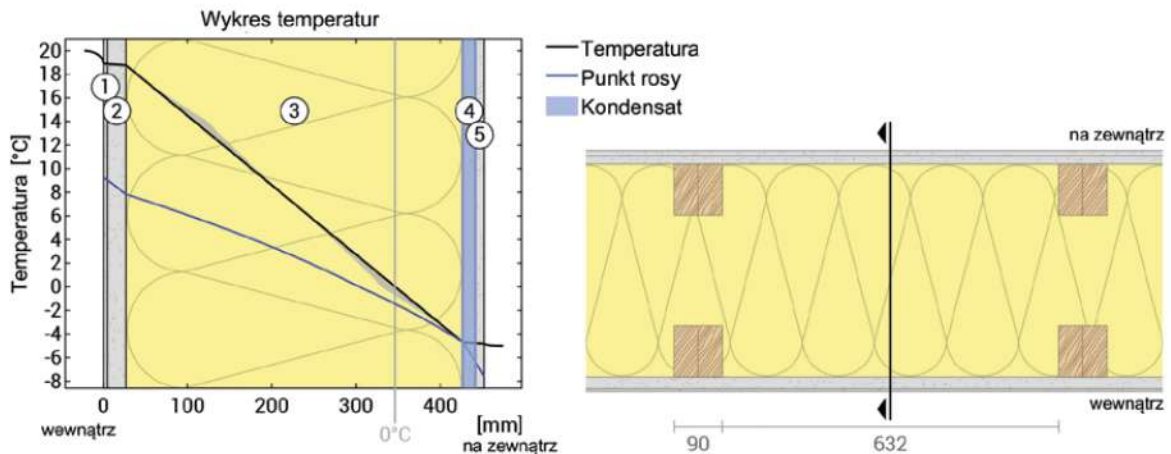 Wykres temperatur
Temperatura [°C]
20
18
16
14
12
10
8
6
4
2
0
-2
-4
-6
-8
1
2
3
4
5
0
100
200
300
400
[mm]
wewnątrz
0°C
na zewnątrz
Temperatura
Punkt rosy
Kondensat
na zewnątrz
wewnątrz
90
632